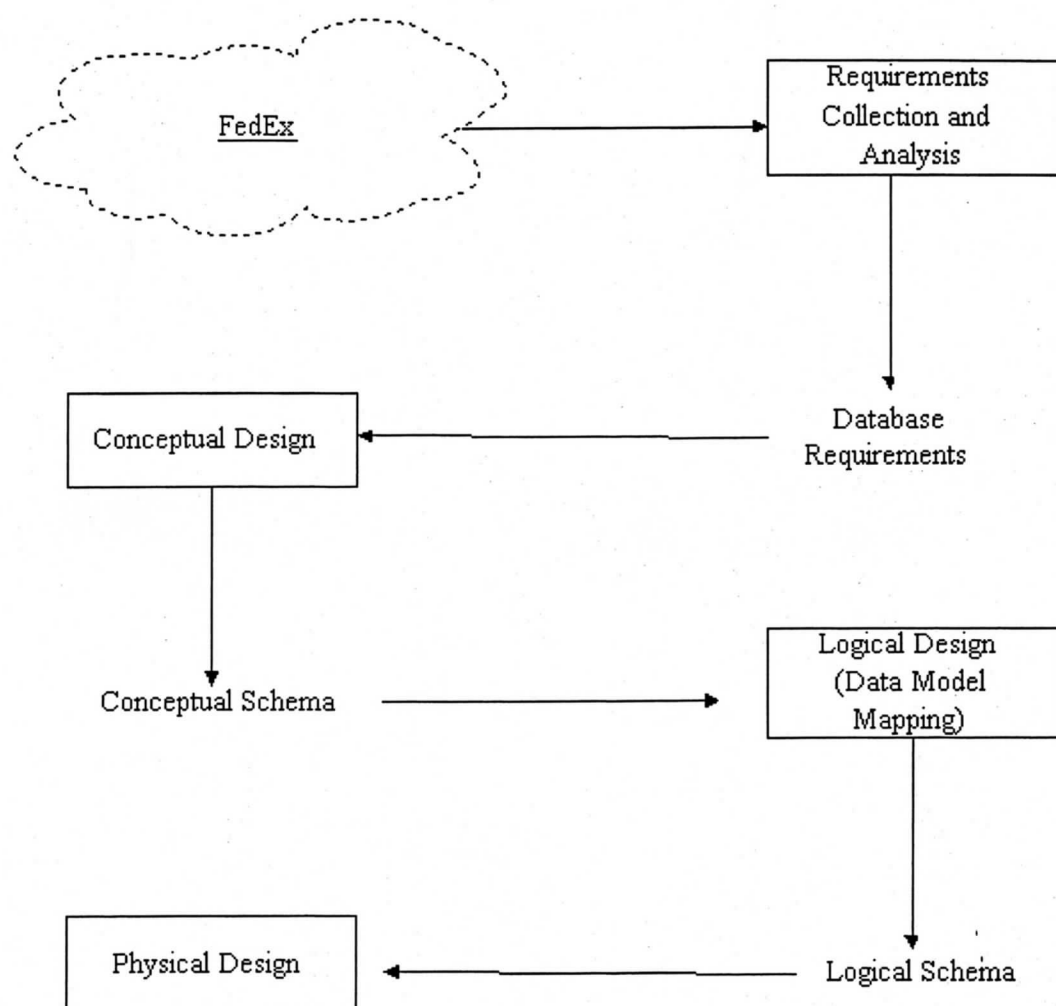 FedEx
Requirements
Collection and
Analysis
Database
Requirements
Conceptual Design
Conceptual Schema
Logical Design
(Data Model
Mapping)
Logical Schema
Physical Design